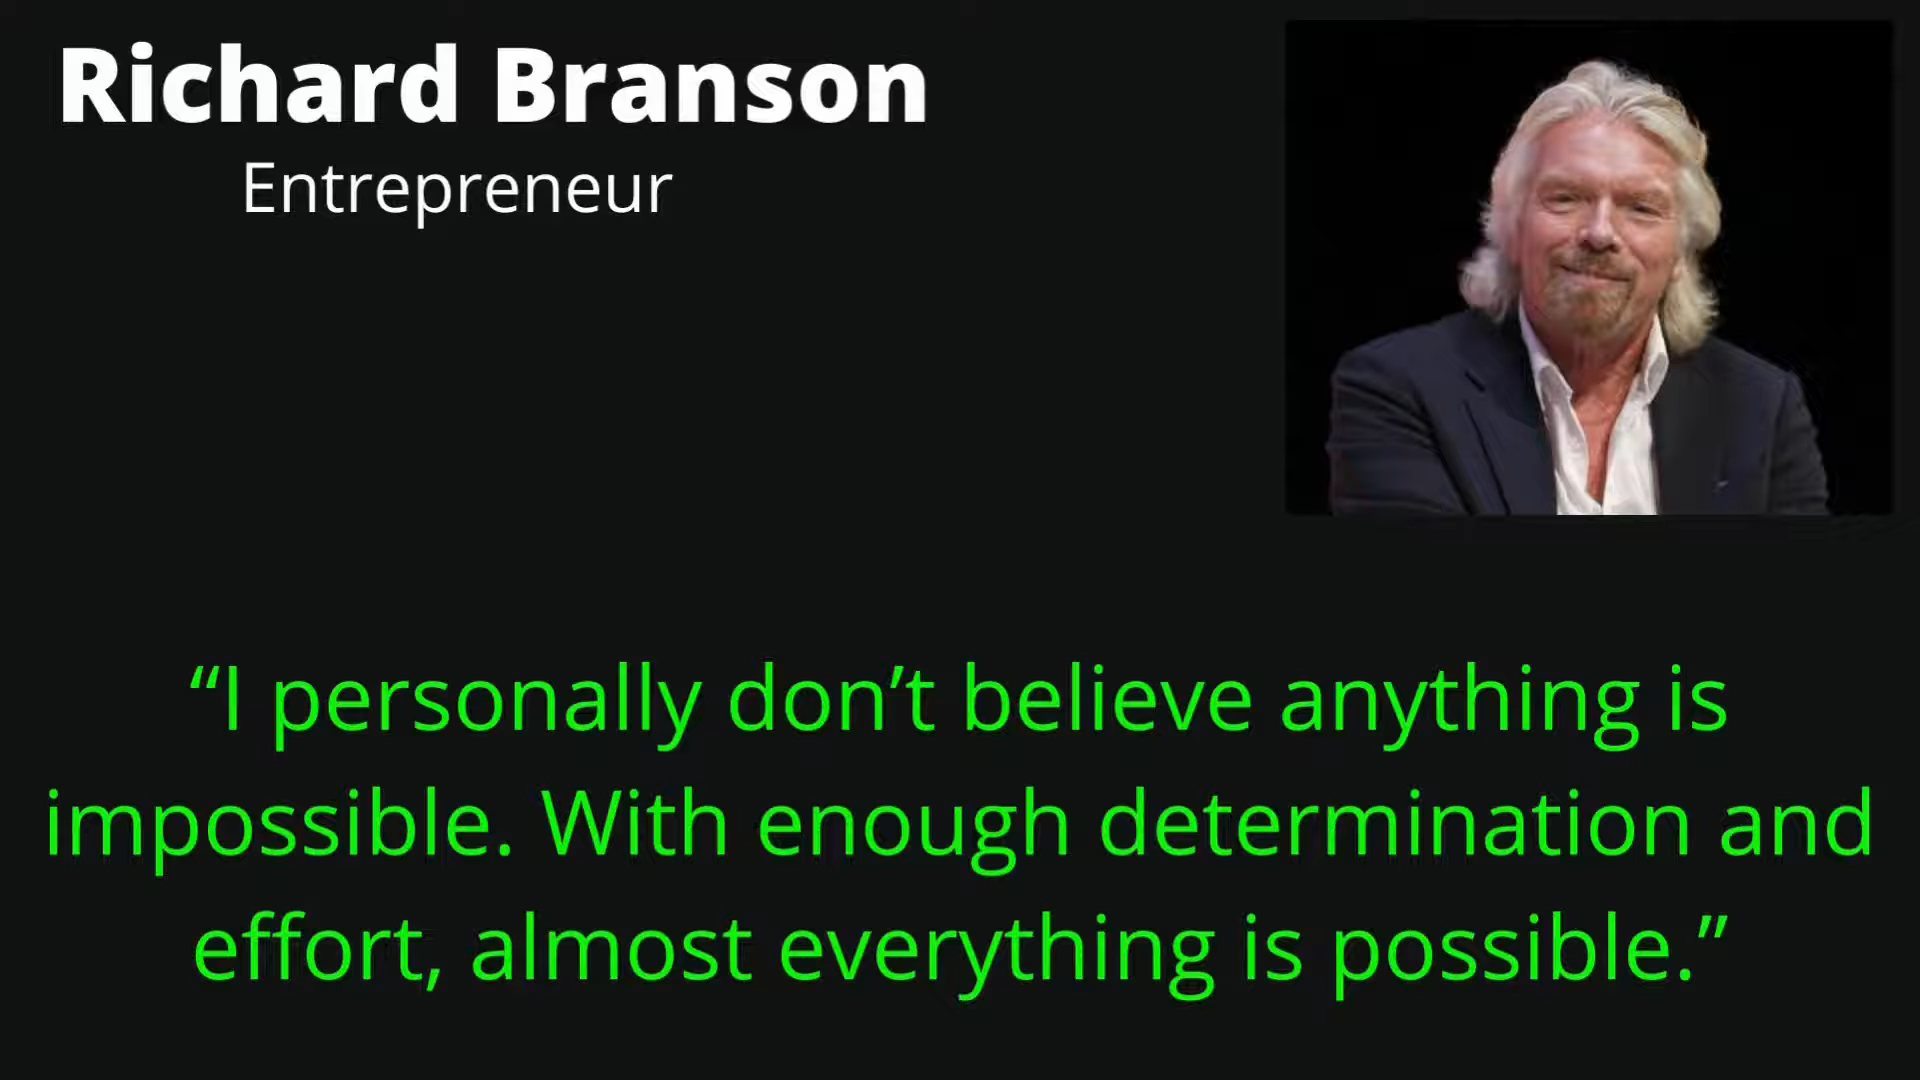 Richard Branson
Entrepreneur
“I personally don’t believe anything is
impossible. With enough determination and
effort, almost everything is possible.”